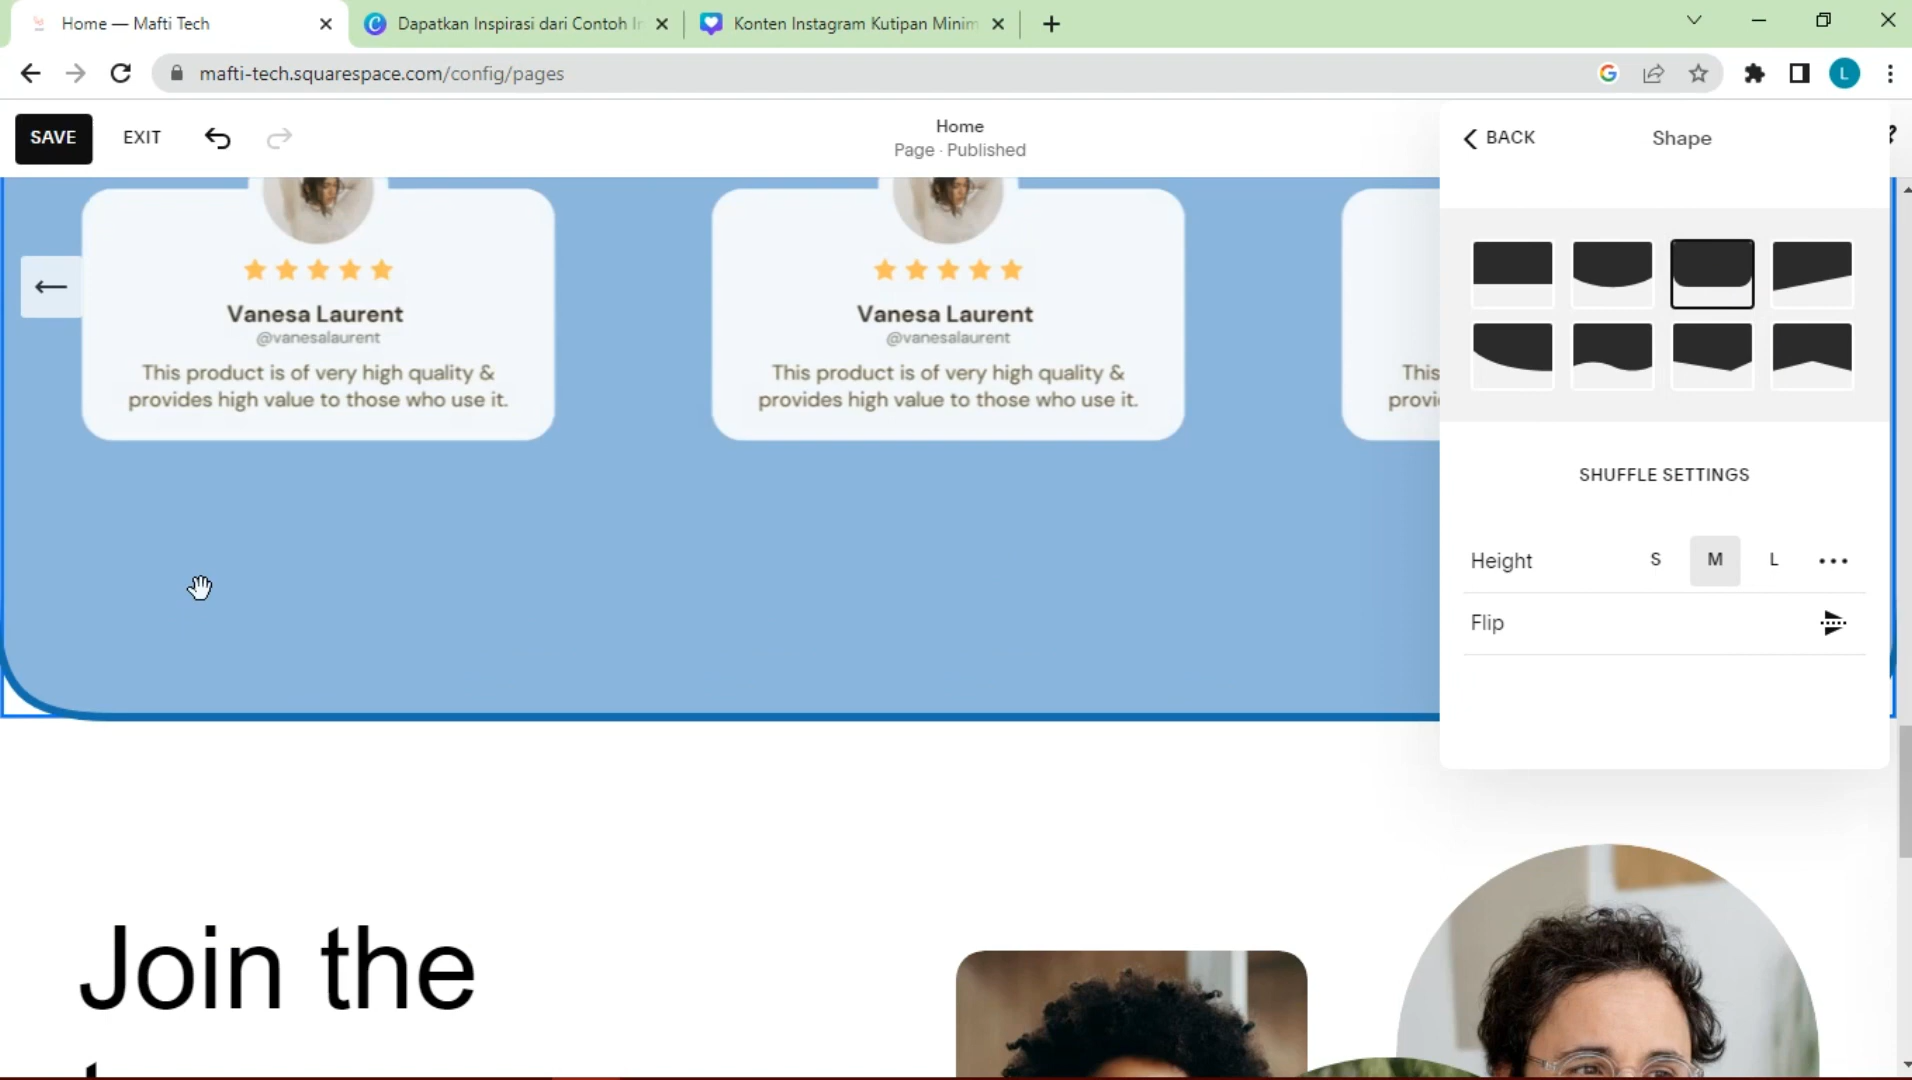 Home — Mafti Tech
Dapatkan Inspirasi dari Contoh
Konten Instagram Kutipan Minim
mafti-tech.squarespace.com/config/pages
L
SAVE
EXIT
Home
Page · Published
BACK
Shape
Vanesa Laurent
@vanesalaurent
This product is of very high quality &
provides high value to those who use it.
Vanesa Laurent
@vanesalaurent
This product is of very high quality &
provides high value to those who use it.
This
provi
SHUFFLE SETTINGS
Height
S
M
L
Flip
Join the